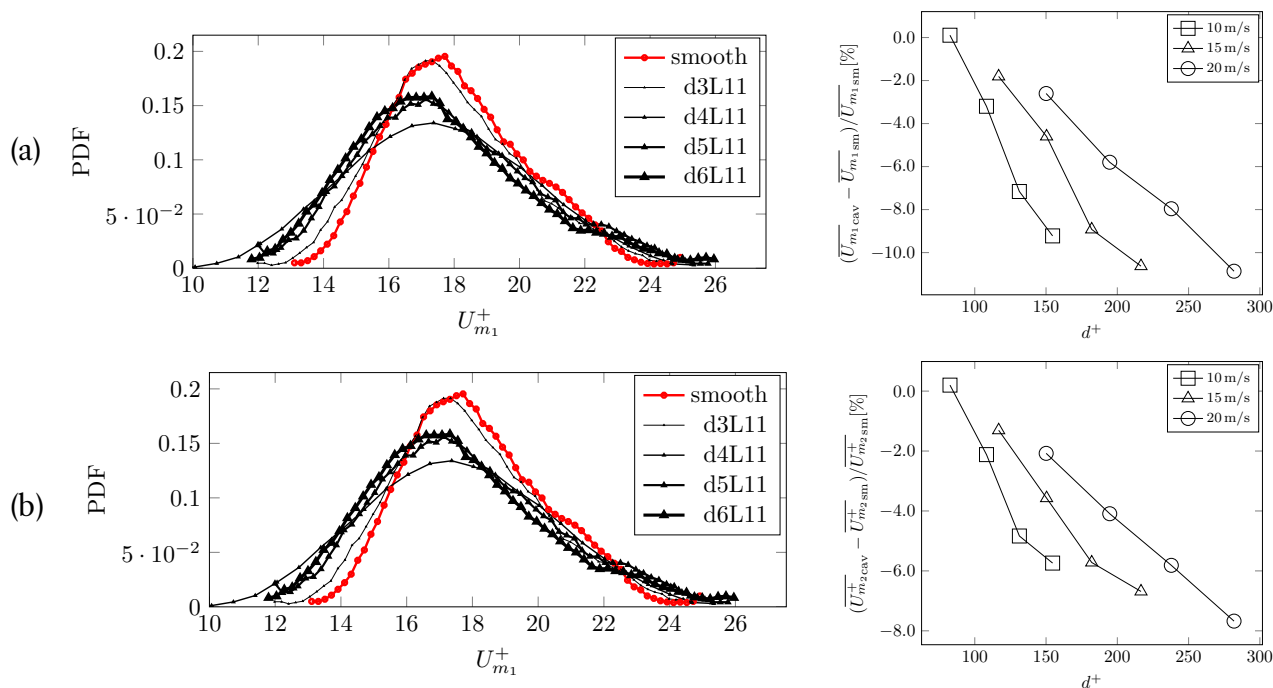 (a)
PDF
0.2
0.15
0.1
5 · 10⁻²
0
10 12 14 16 18 20 22 24 26
U⁺ₘ₁
smooth
d3L11
d4L11
d5L11
d6L11
(U̅ₘ₁cav − U̅ₘ₁sm)/U̅ₘ₁sm[%]
0.0
−2.0
−4.0
−6.0
−8.0
−10.0
100 150 200 250 300
d⁺
10 m/s
15 m/s
20 m/s
(b)
PDF
0.2
0.15
0.1
5 · 10⁻²
0
10 12 14 16 18 20 22 24 26
U⁺ₘ₁
smooth
d3L11
d4L11
d5L11
d6L11
(U̅⁺ₘ₂cav − U̅⁺ₘ₂sm)/U̅⁺ₘ₂sm[%]
0.0
−2.0
−4.0
−6.0
−8.0
100 150 200 250 300
d⁺
10 m/s
15 m/s
20 m/s